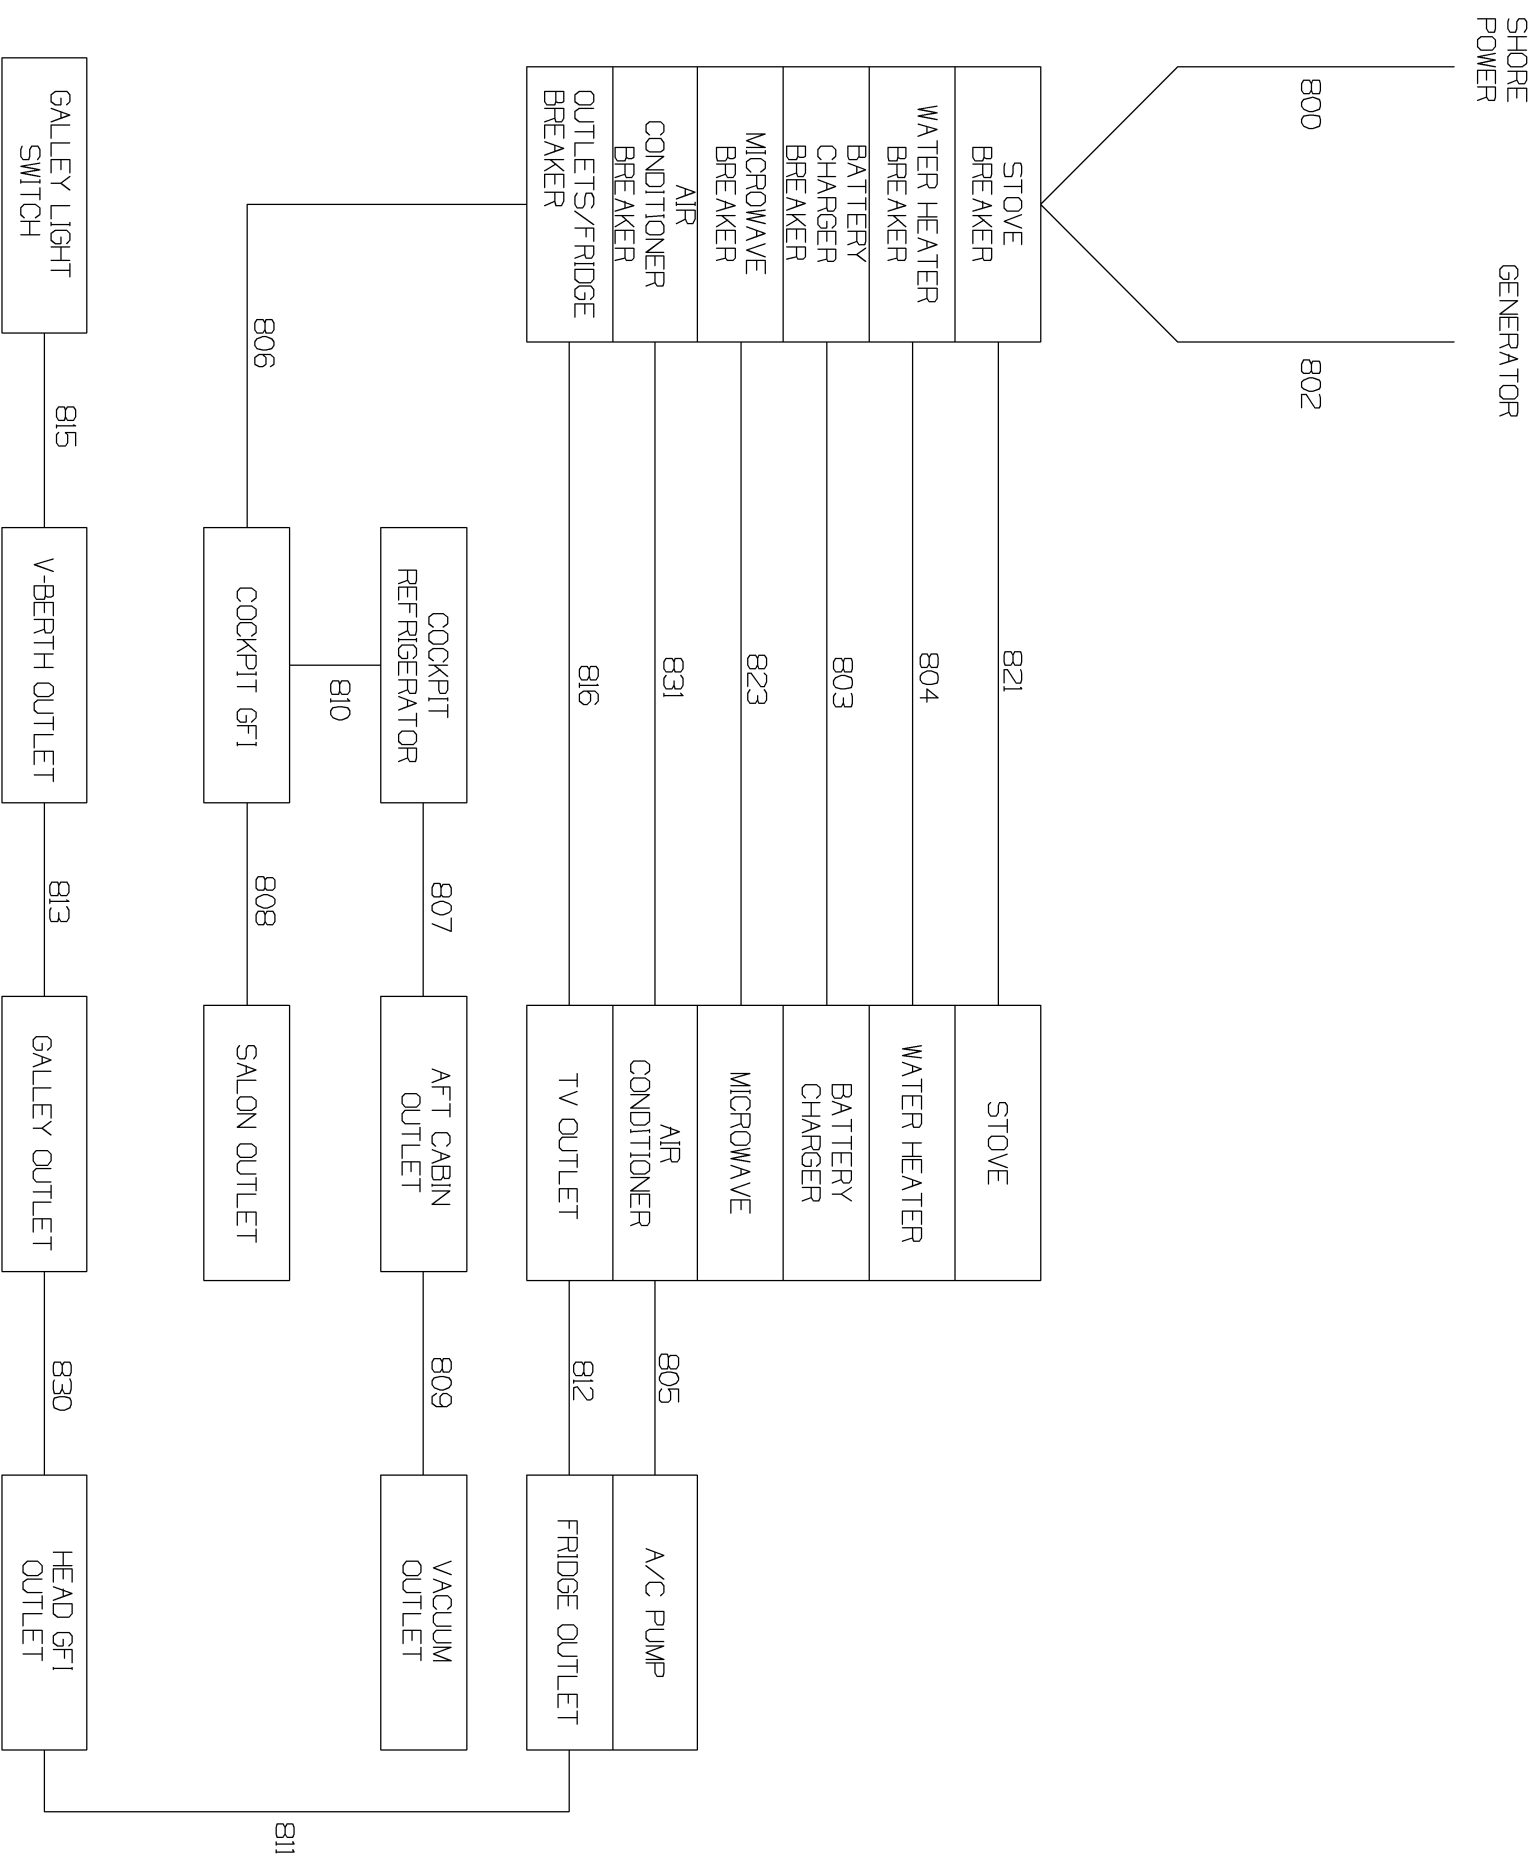 SHORE
POWER
GENERATOR
800
802
STOVE
BREAKER
821
STOVE
WATER HEATER
BREAKER
804
WATER HEATER
BATTERY
CHARGER
BREAKER
803
BATTERY
CHARGER
MICROWAVE
BREAKER
823
MICROWAVE
AIR
CONDITIONER
BREAKER
831
AIR
CONDITIONER
805
A/C PUMP
OUTLETS/FRIDGE
BREAKER
816
TV OUTLET
812
FRIDGE OUTLET
COCKPIT
REFRIGERATOR
807
AFT CABIN
OUTLET
809
VACUUM
OUTLET
810
806
COCKPIT GFI
808
SALON OUTLET
811
GALLEY LIGHT
SWITCH
815
V-BERTH OUTLET
813
GALLEY OUTLET
830
HEAD GFI
OUTLET